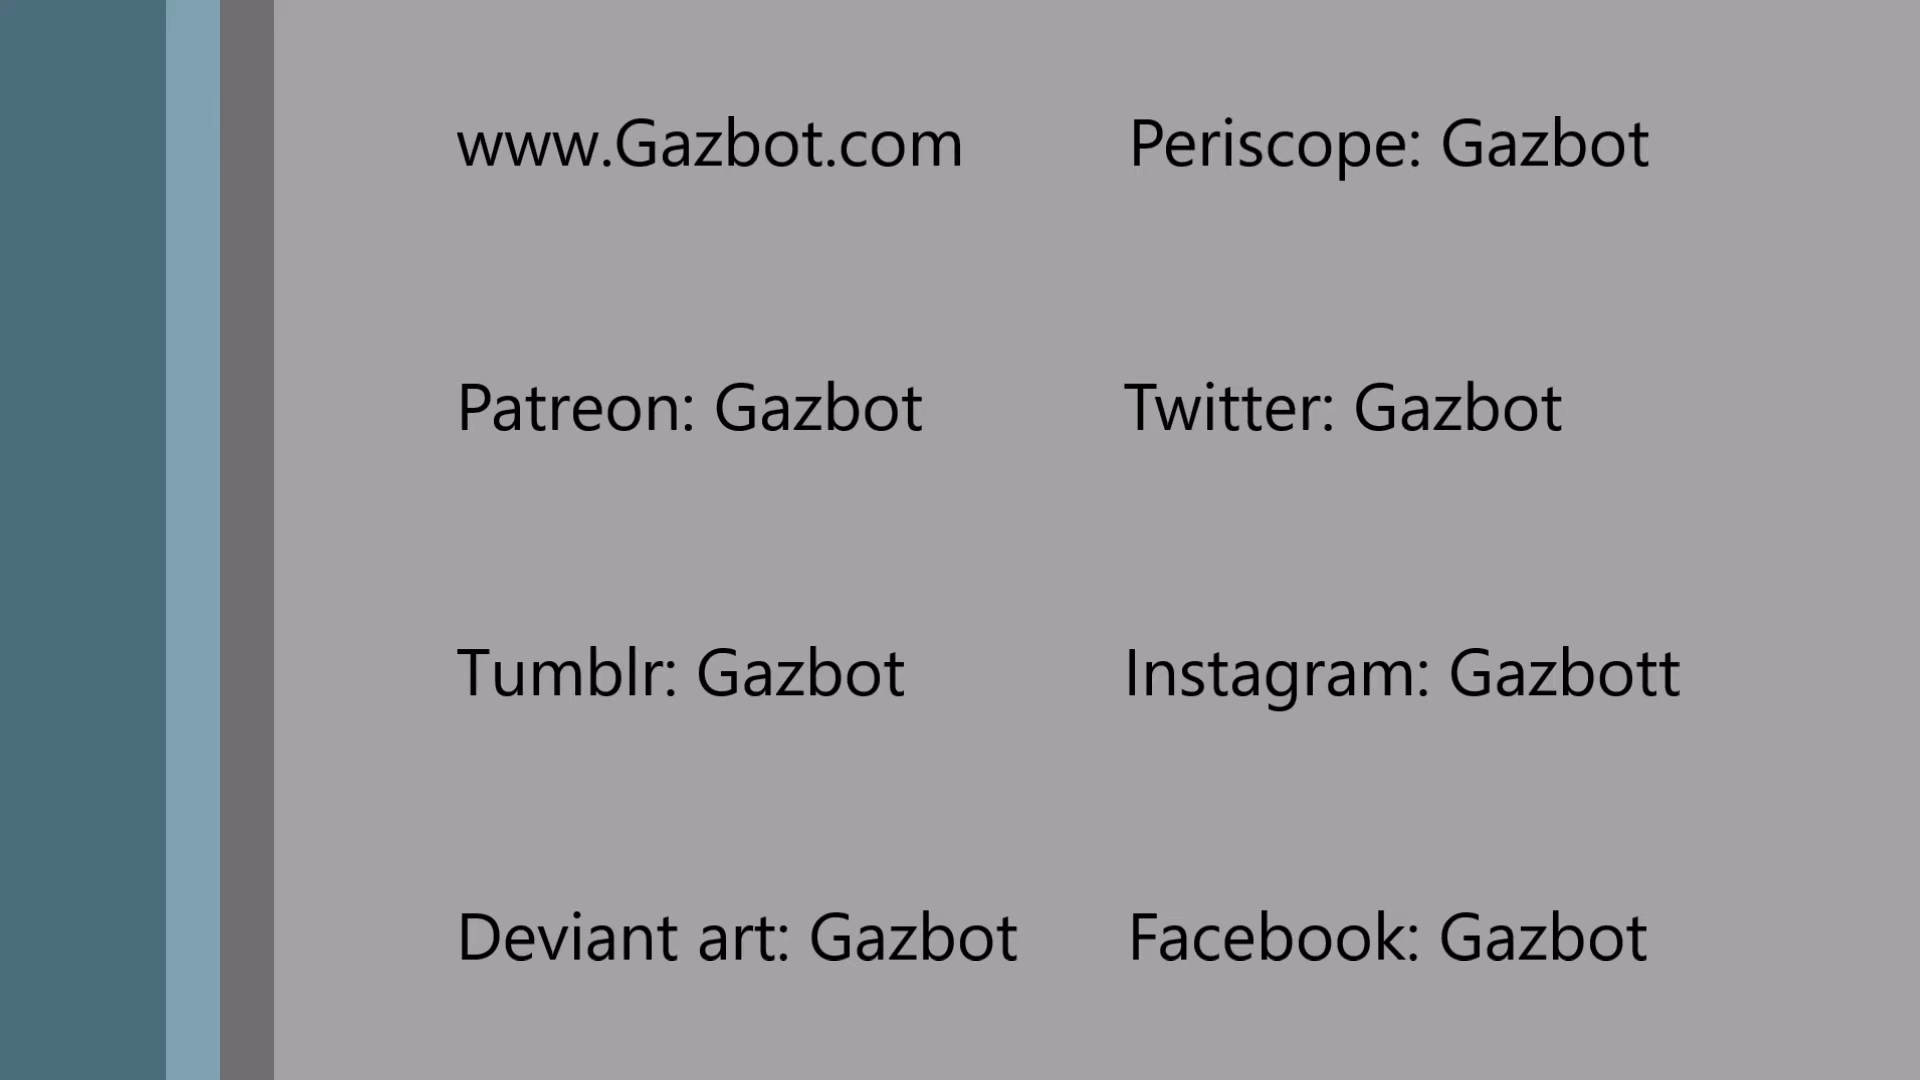 www.Gazbot.com
Periscope: Gazbot
Patreon: Gazbot
Twitter: Gazbot
Tumblr: Gazbot
Instagram: Gazbott
Deviant art: Gazbot
Facebook: Gazbot